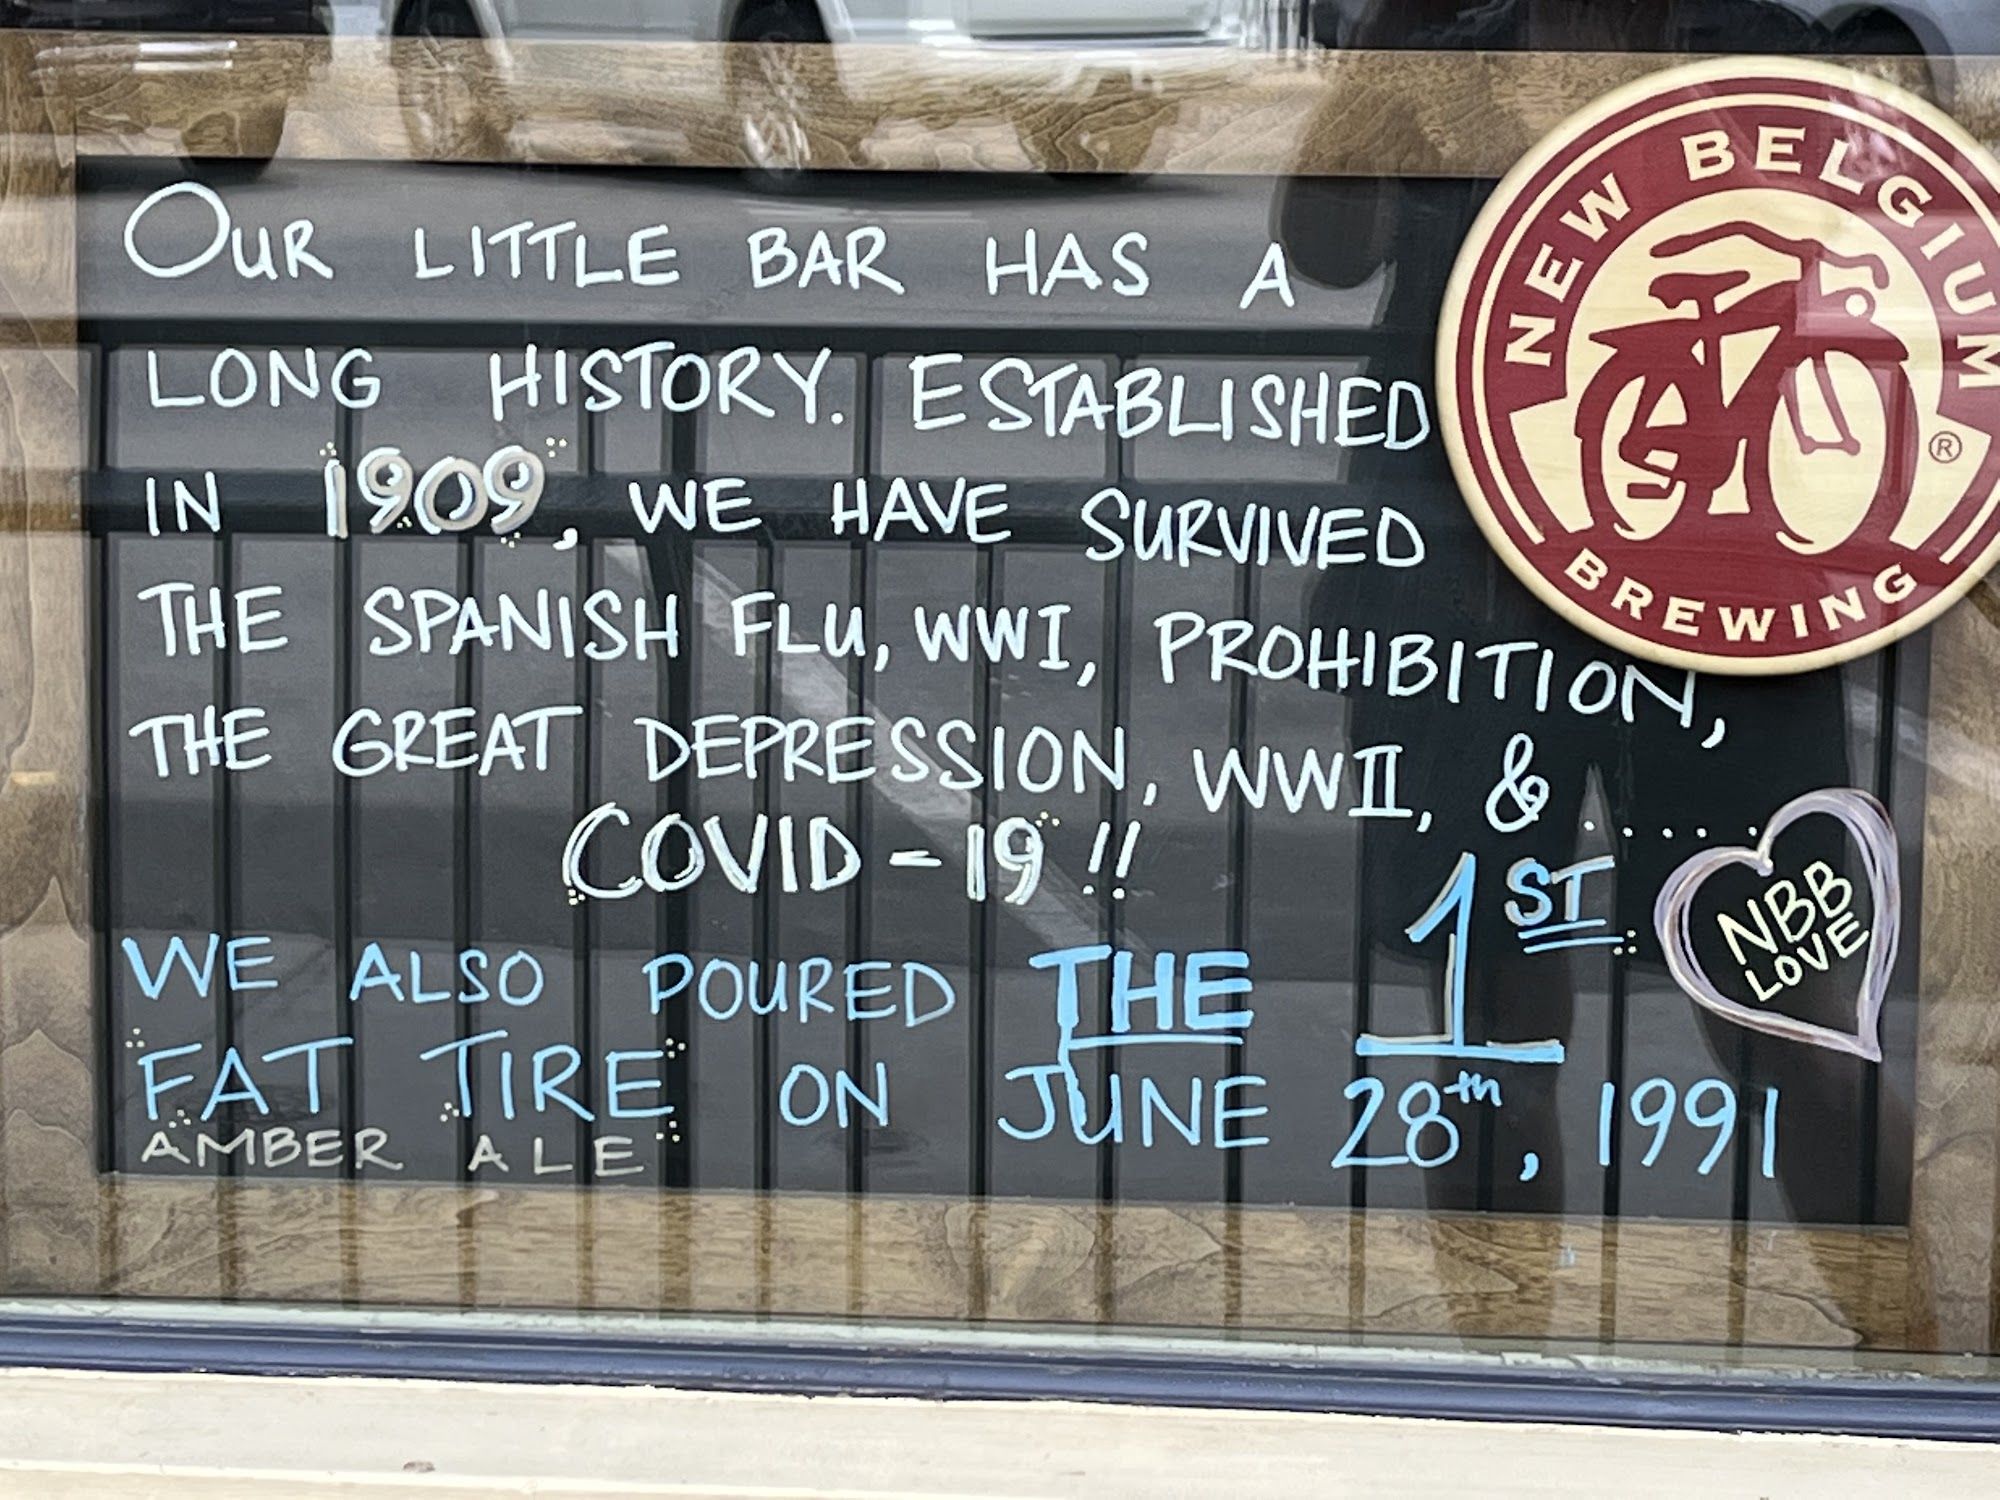 OUR LITTLE BAR HAS A
LONG HISTORY. ESTABLISHED
IN 1909, WE HAVE SURVIVED
THE SPANISH FLU, WWI, PROHIBITION,
THE GREAT DEPRESSION, WWII, & .....
COVID-19 !!
WE ALSO POURED THE 1ST
FAT TIRE ON JUNE 28th, 1991
AMBER ALE
NBB
LOVE
NEW BELGIUM
BREWING
®